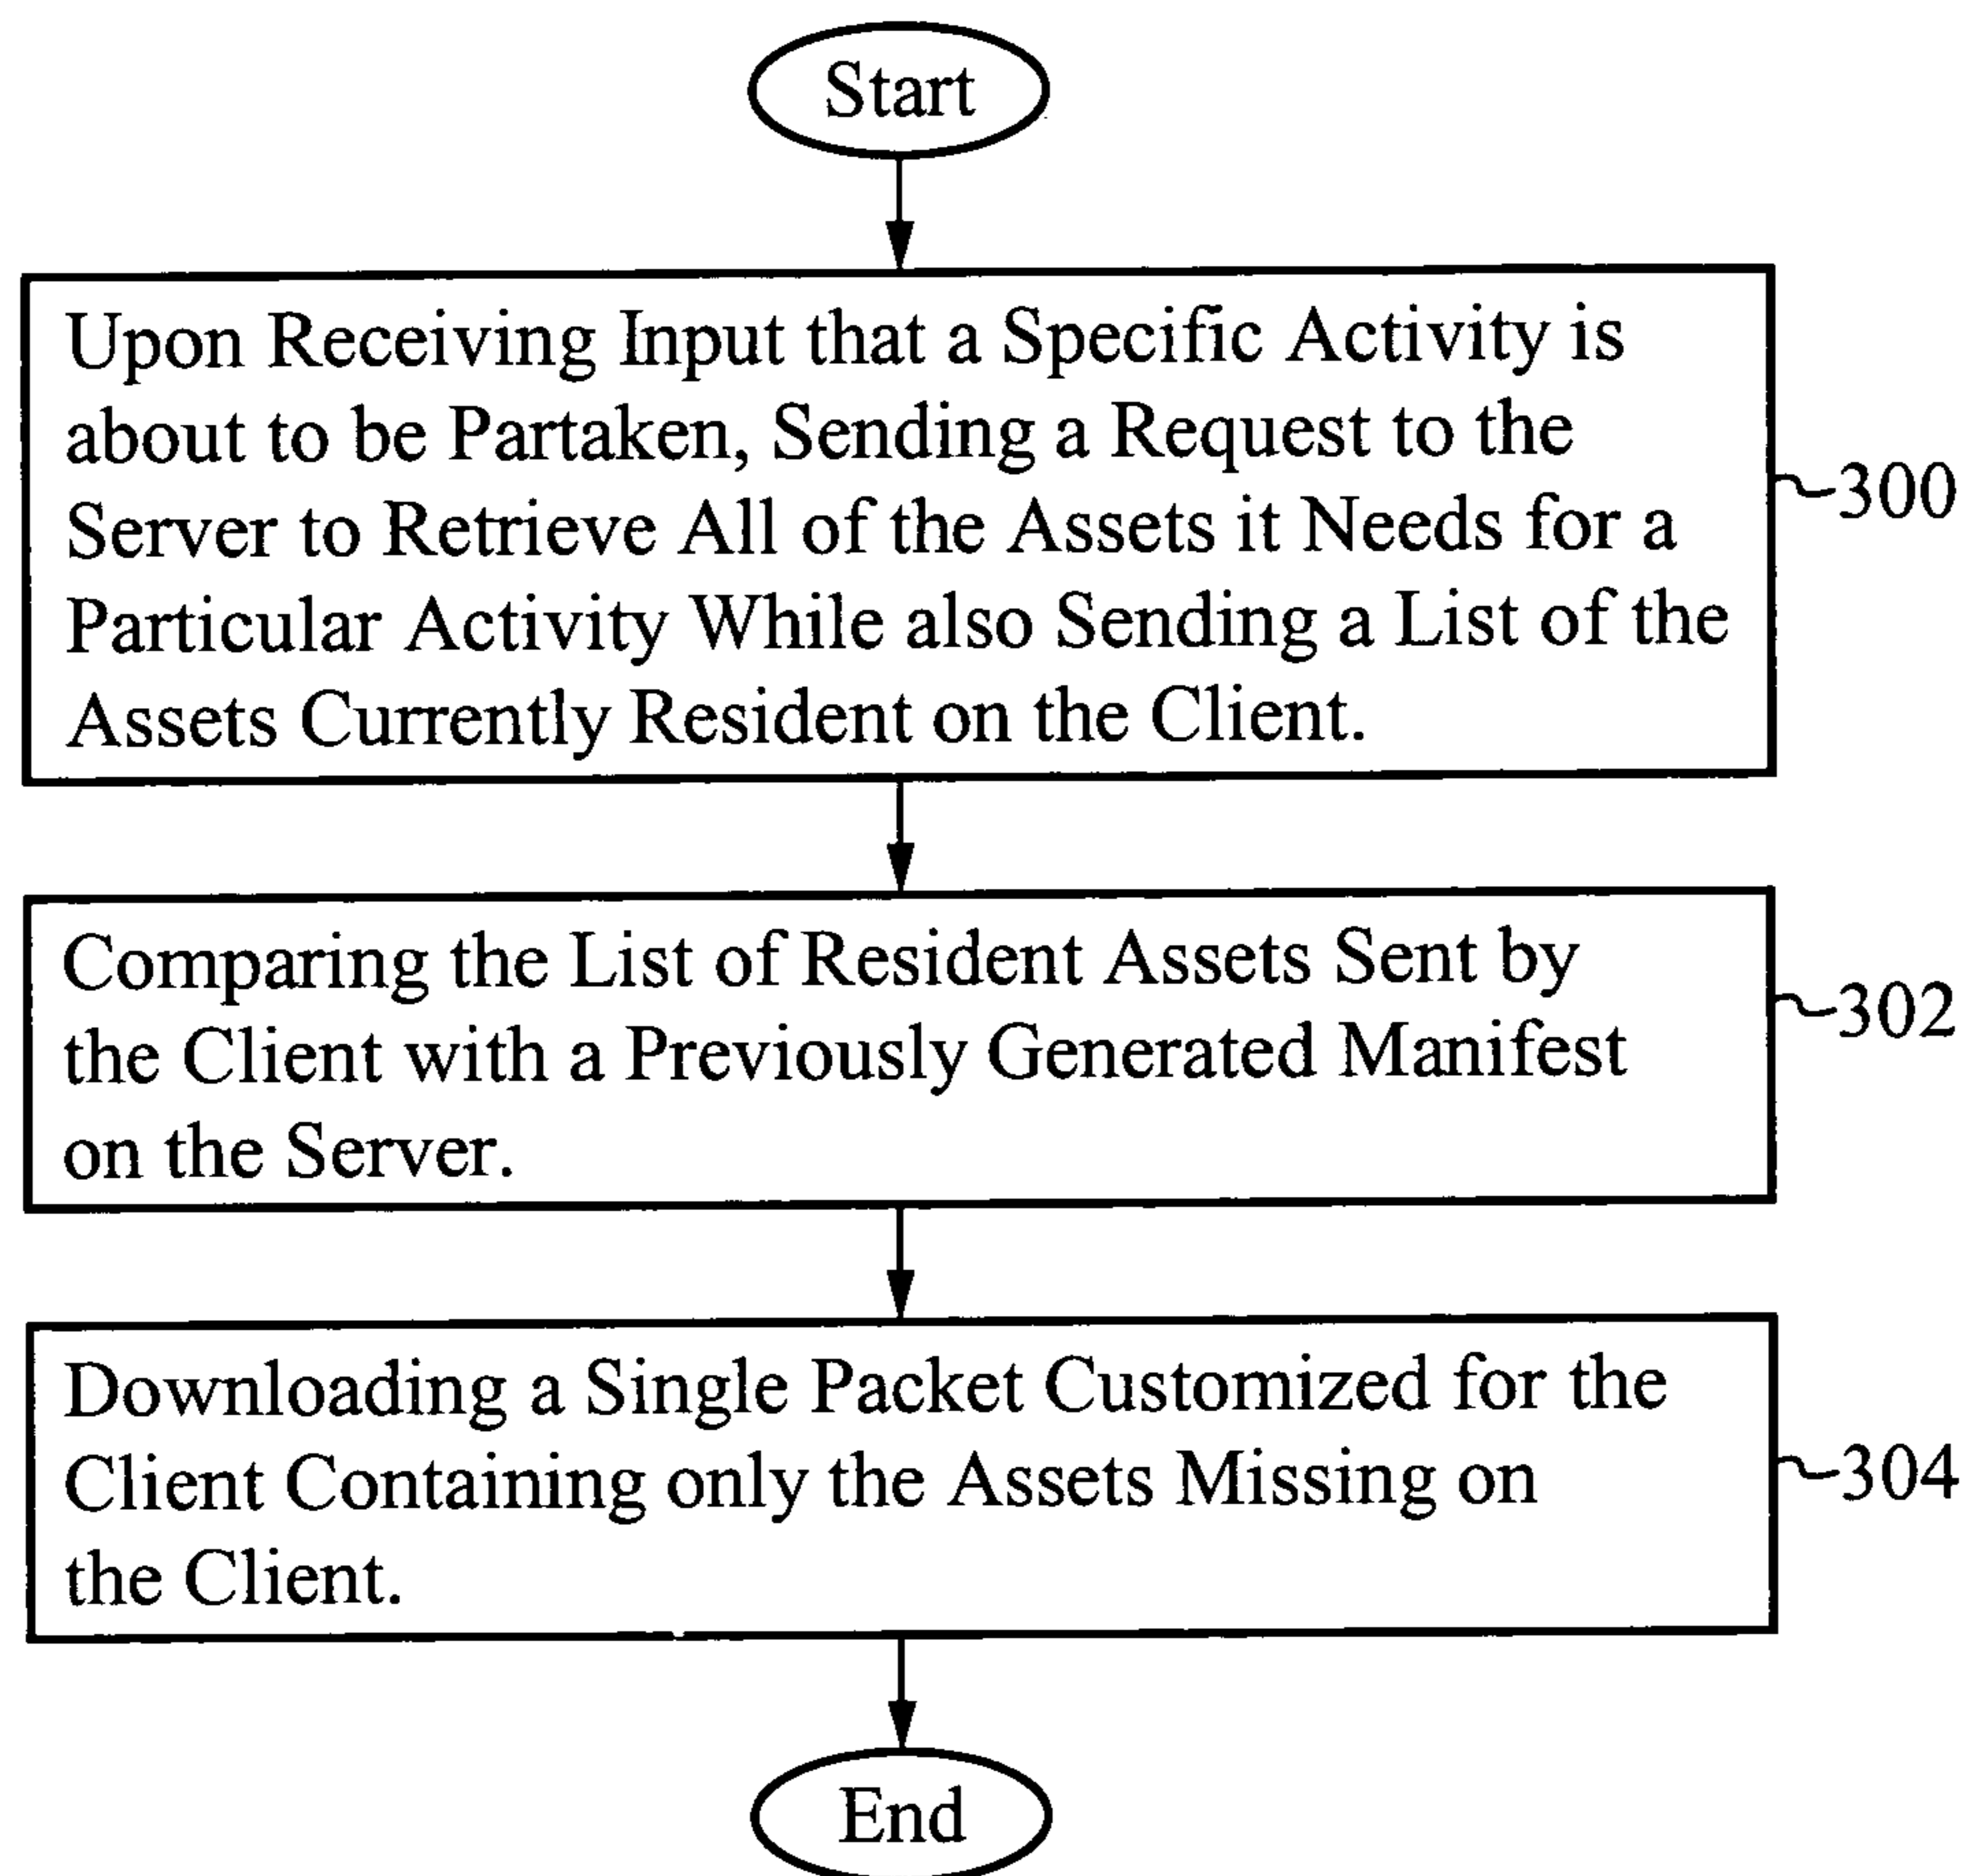 Start
Upon Receiving Input that a Specific Activity is
about to be Partaken, Sending a Request to the
Server to Retrieve All of the Assets it Needs for a
Particular Activity While also Sending a List of the
Assets Currently Resident on the Client.
300
Comparing the List of Resident Assets Sent by
the Client with a Previously Generated Manifest
on the Server.
302
Downloading a Single Packet Customized for the
Client Containing only the Assets Missing on
the Client.
304
End